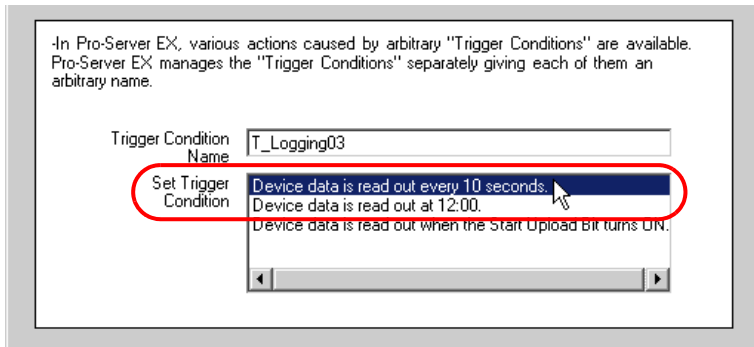 -In Pro-Server EX, various actions caused by arbitrary "Trigger Conditions" are available.
Pro-Server EX manages the "Trigger Conditions" separately giving each of them an
arbitrary name.
Trigger Condition
Name
T_Logging03
Set Trigger
Condition
Device data is read out every 10 seconds.
Device data is read out at 12:00.
Device data is read out when the Start Upload Bit turns ON.